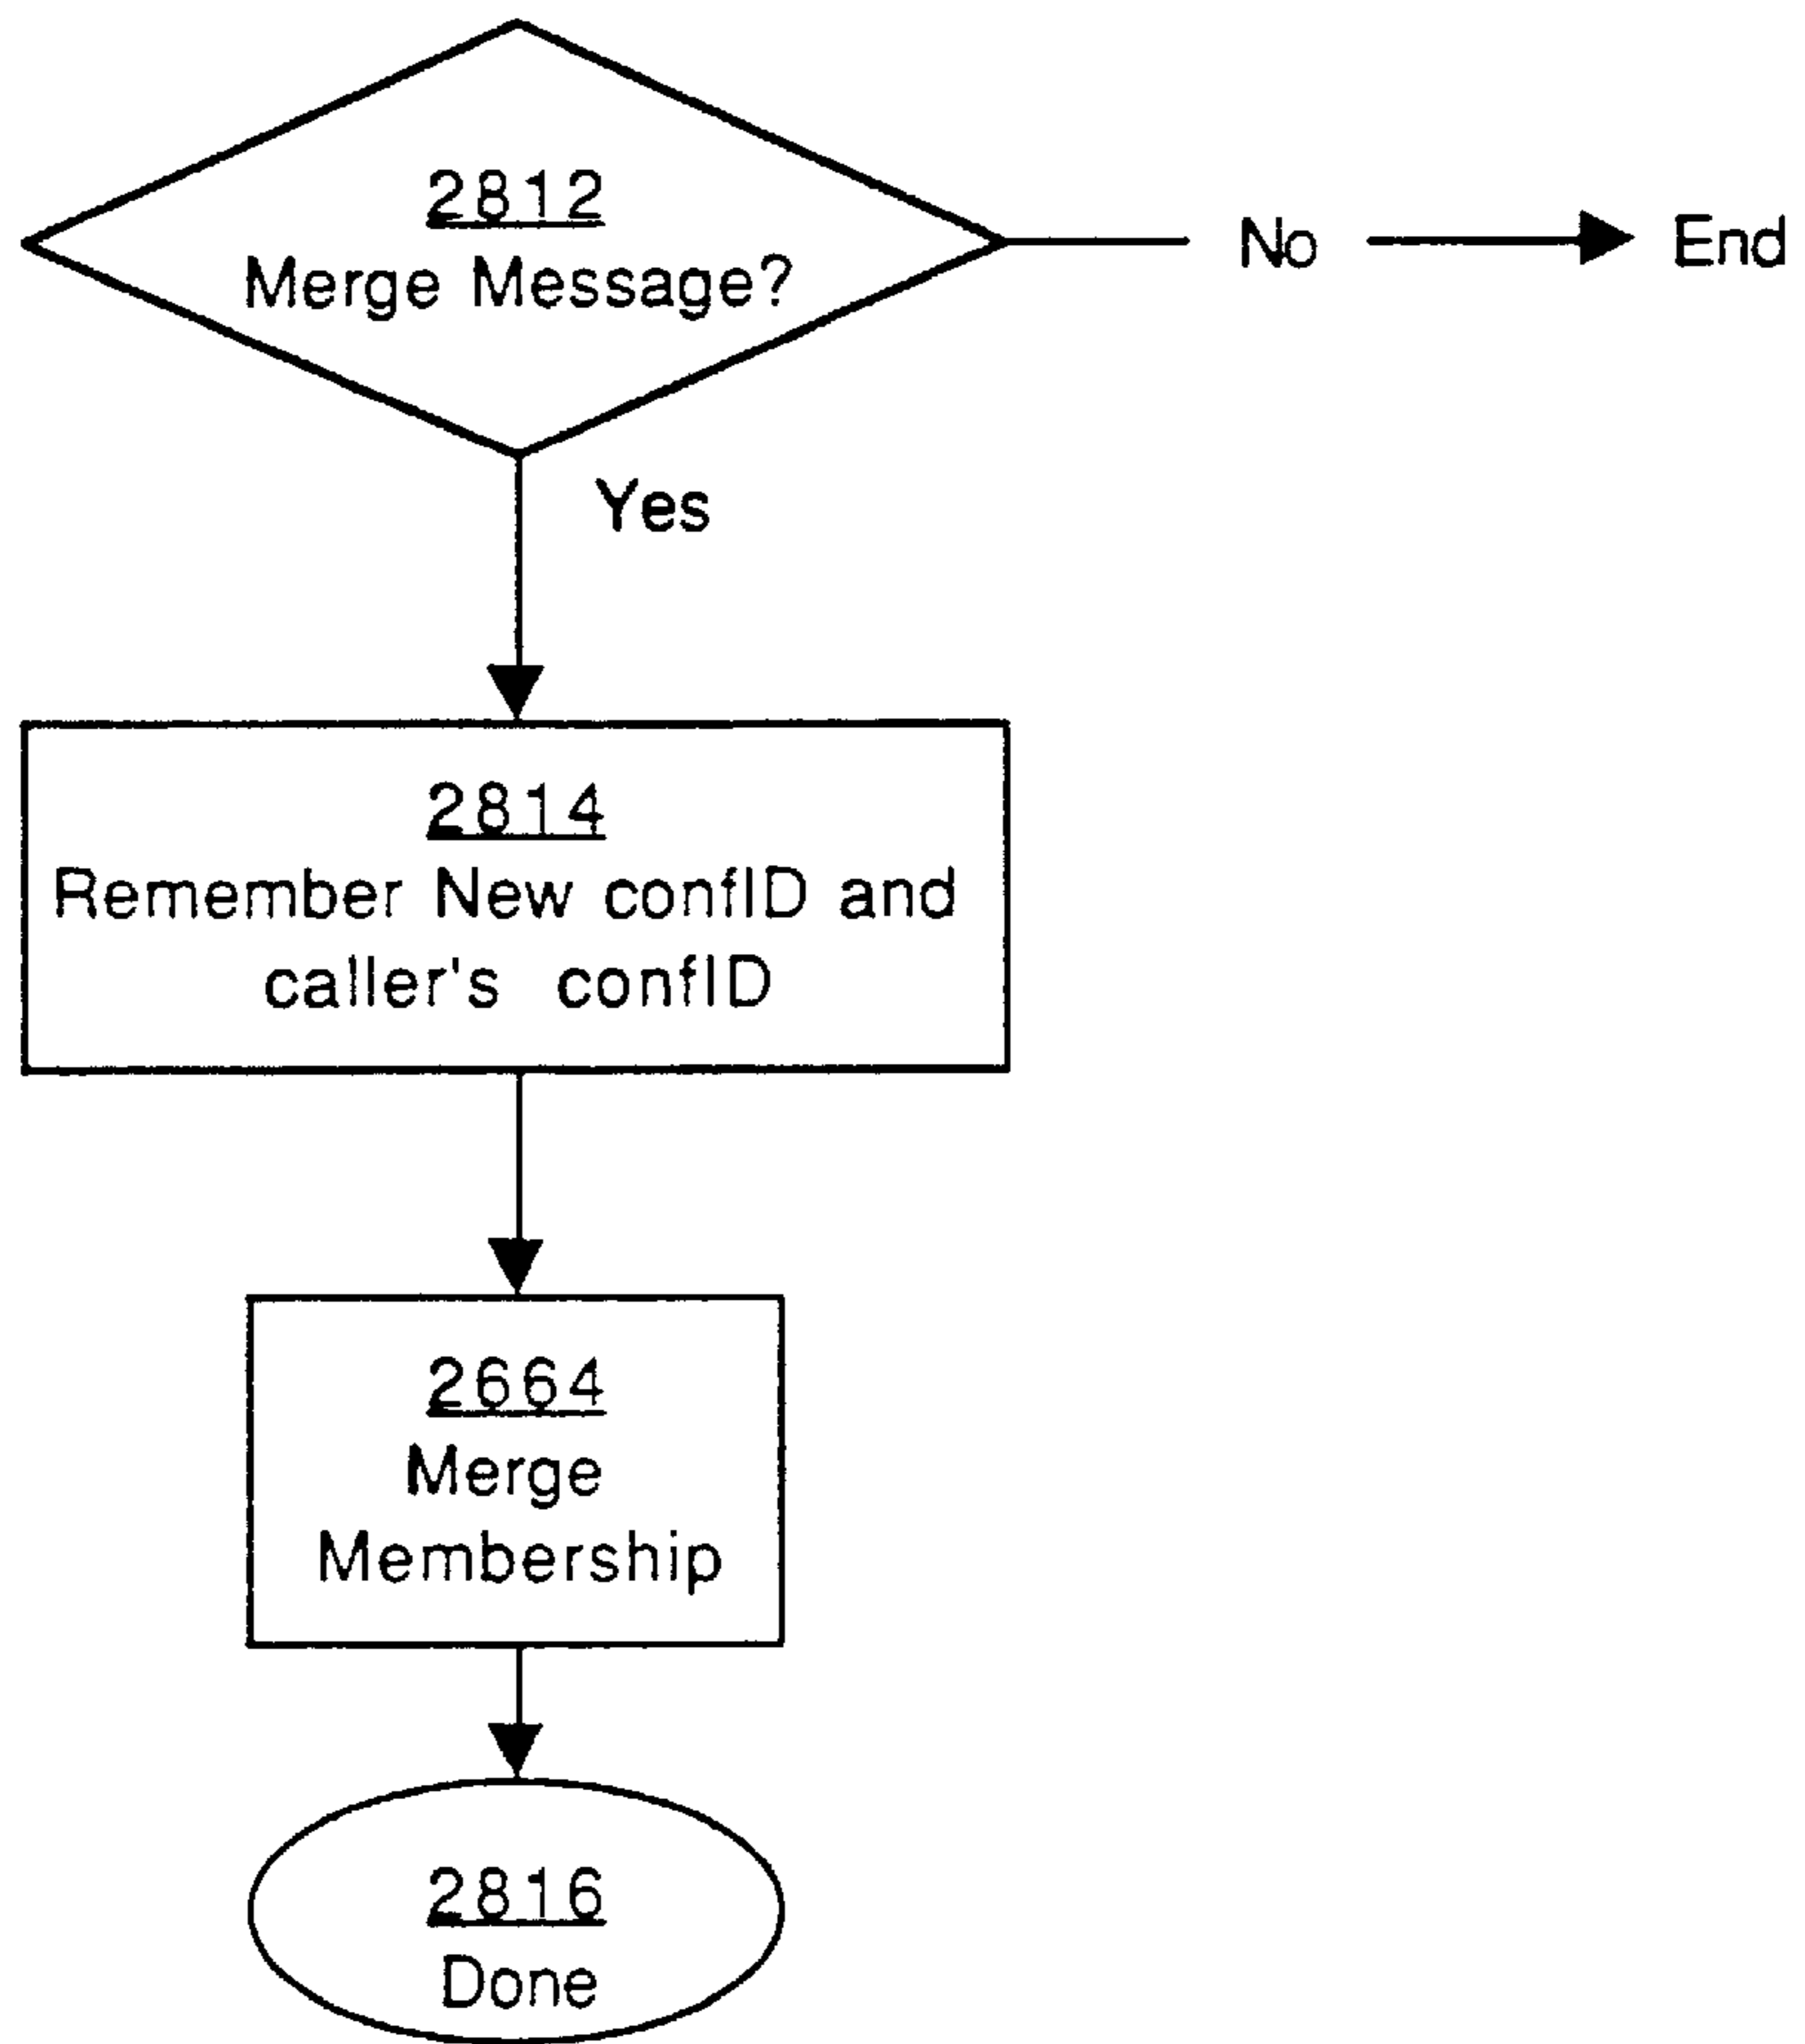 2812
Merge Message?
No
End
Yes
2814
Remember New confID and
caller's confID
2664
Merge
Membership
2816
Done